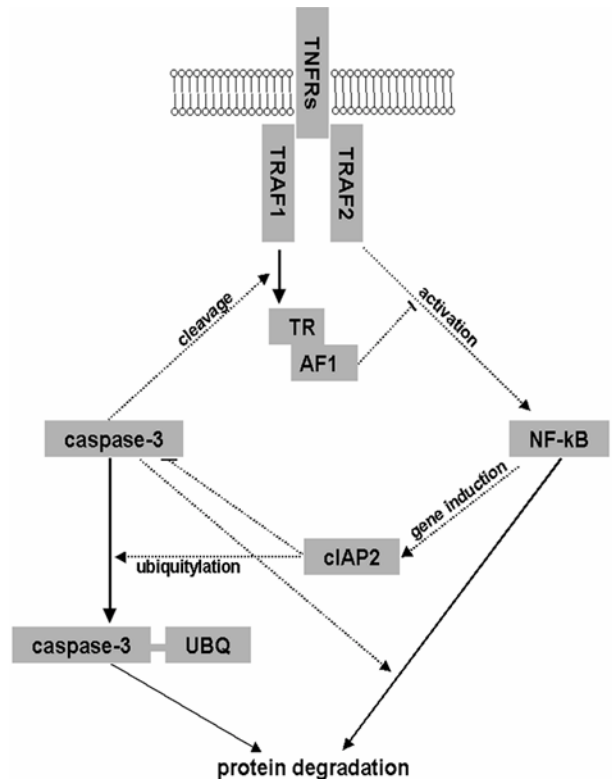 TNFRs
TRAF1
TRAF2
cleavage
activation
TR
AF1
caspase-3
NF-kB
gene induction
cIAP2
ubiquitylation
caspase-3
UBQ
protein degradation